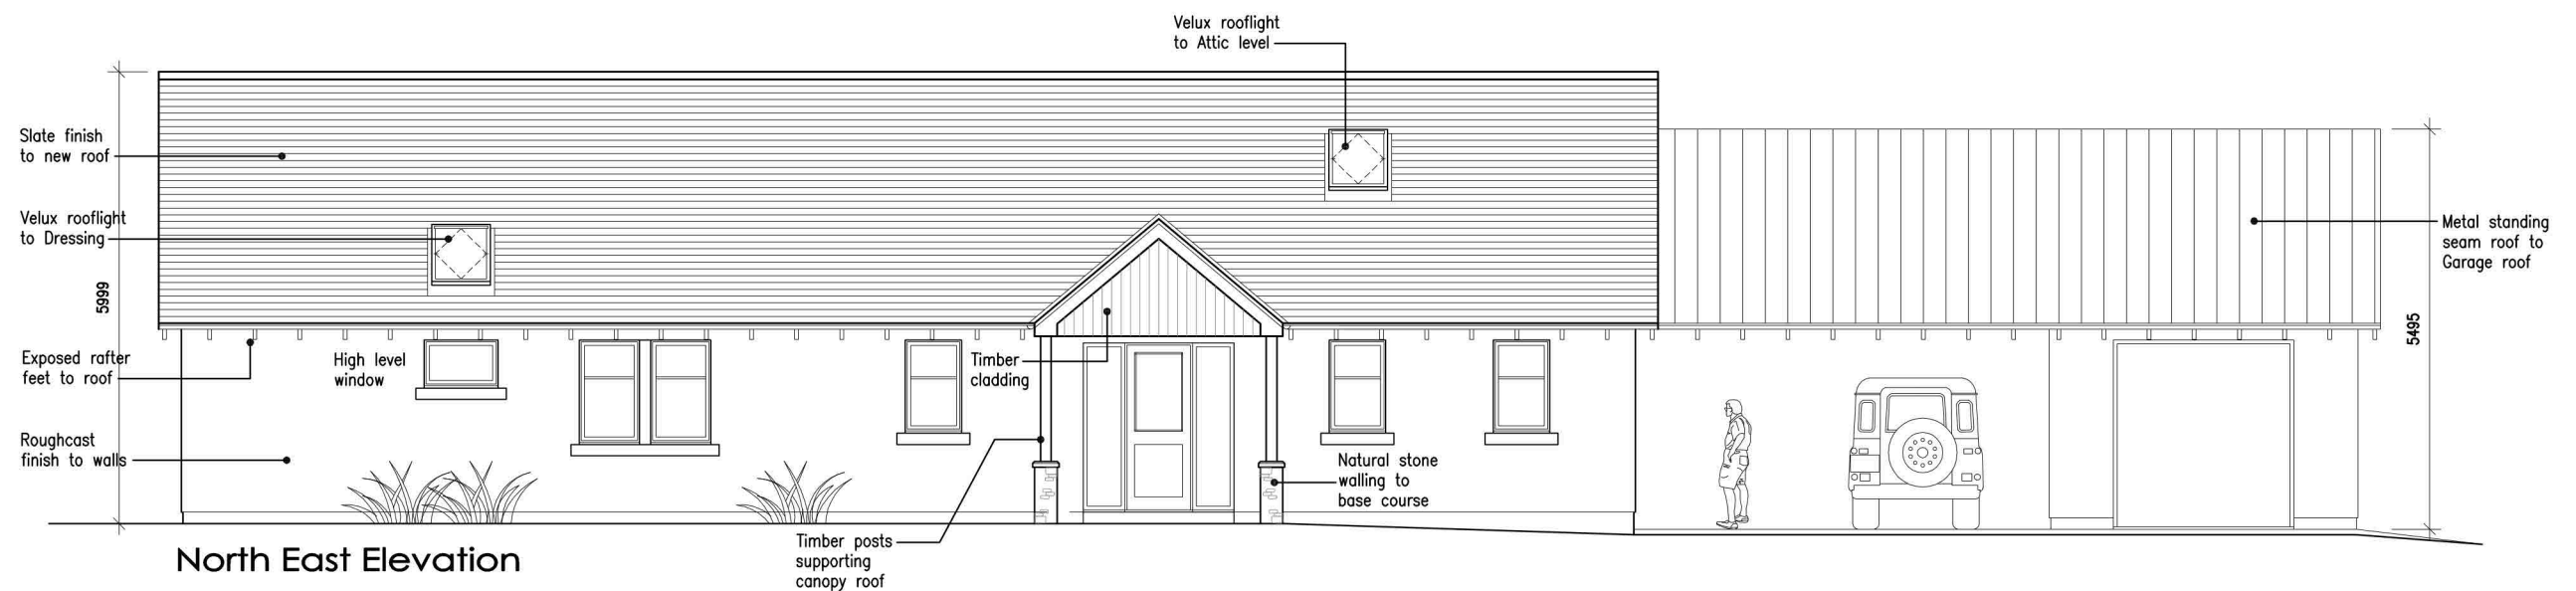 Velux rooflight
to Attic level
Slate finish
to new roof
Velux rooflight
to Dressing
Metal standing
seam roof to
Garage roof
5999
5495
Exposed rafter
feet to roof
High level
window
Timber
cladding
Roughcast
finish to walls
Natural stone
walling to
base course
Timber posts
supporting
canopy roof
North East Elevation